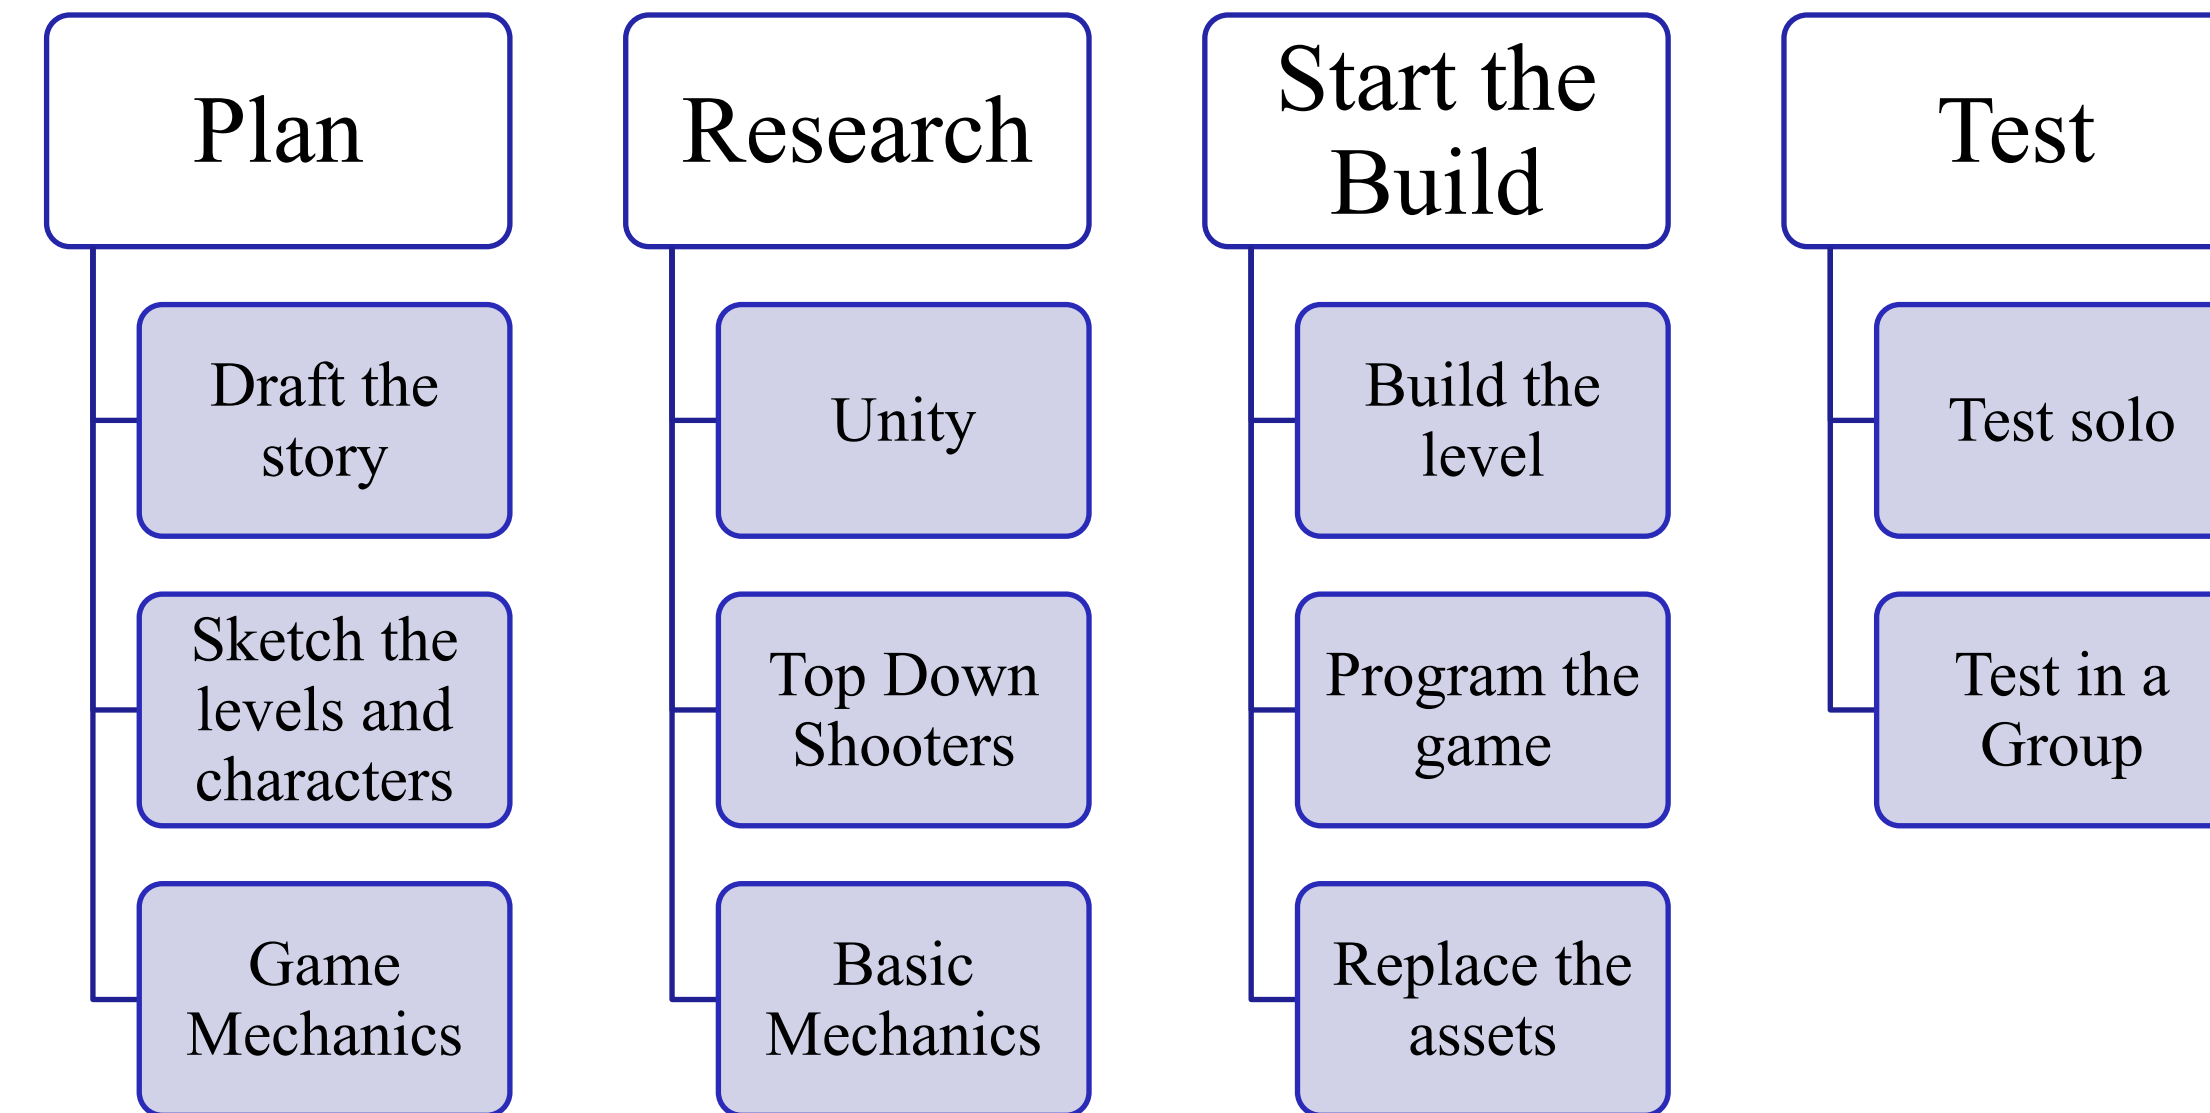 Plan
Draft the
story
Sketch the
levels and
characters
Game
Mechanics
Research
Unity
Top Down
Shooters
Basic
Mechanics
Start the
Build
Build the
level
Program the
game
Replace the
assets
Test
Test solo
Test in a
Group